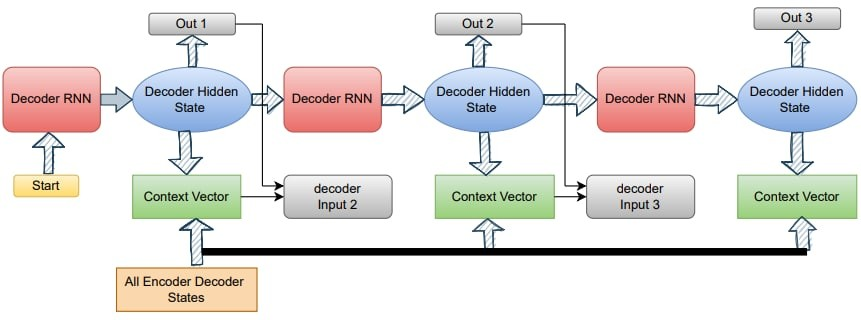 Out 1
Out 2
Out 3
Decoder RNN
Decoder Hidden
State
Decoder RNN
Decoder Hidden
State
Decoder RNN
Decoder Hidden
State
Start
Context Vector
decoder
Input 2
Context Vector
decoder
Input 3
Context Vector
All Encoder Decoder
States